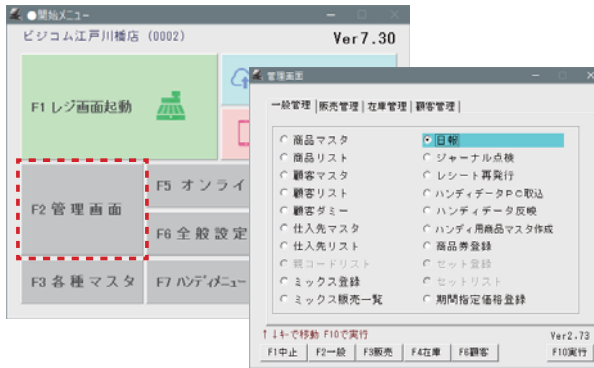 ●開始メニュー
ビジコム江戸川橋店 (0002)
Ver7.30
F1 レジ画面起動
F2 管理画面
F5 オンライ
F6 全般設定
F3 各種マスタ
F7 ハンディメニュー
管理画面
一般管理 販売管理 在庫管理 顧客管理
商品マスタ
商品リスト
顧客マスタ
顧客リスト
顧客ダミー
仕入先マスタ
仕入先リスト
親コードリスト
ミックス登録
ミックス販売一覧
日報
ジャーナル点検
レシート再発行
ハンディデータPC取込
ハンディデータ反映
ハンディ用商品マスタ作成
商品券登録
セット登録
セットリスト
期間指定価格登録
↑↓キーで移動 F10で実行
Ver2.73
F1中止 F2一般 F3販売 F4在庫 F6顧客 F10実行